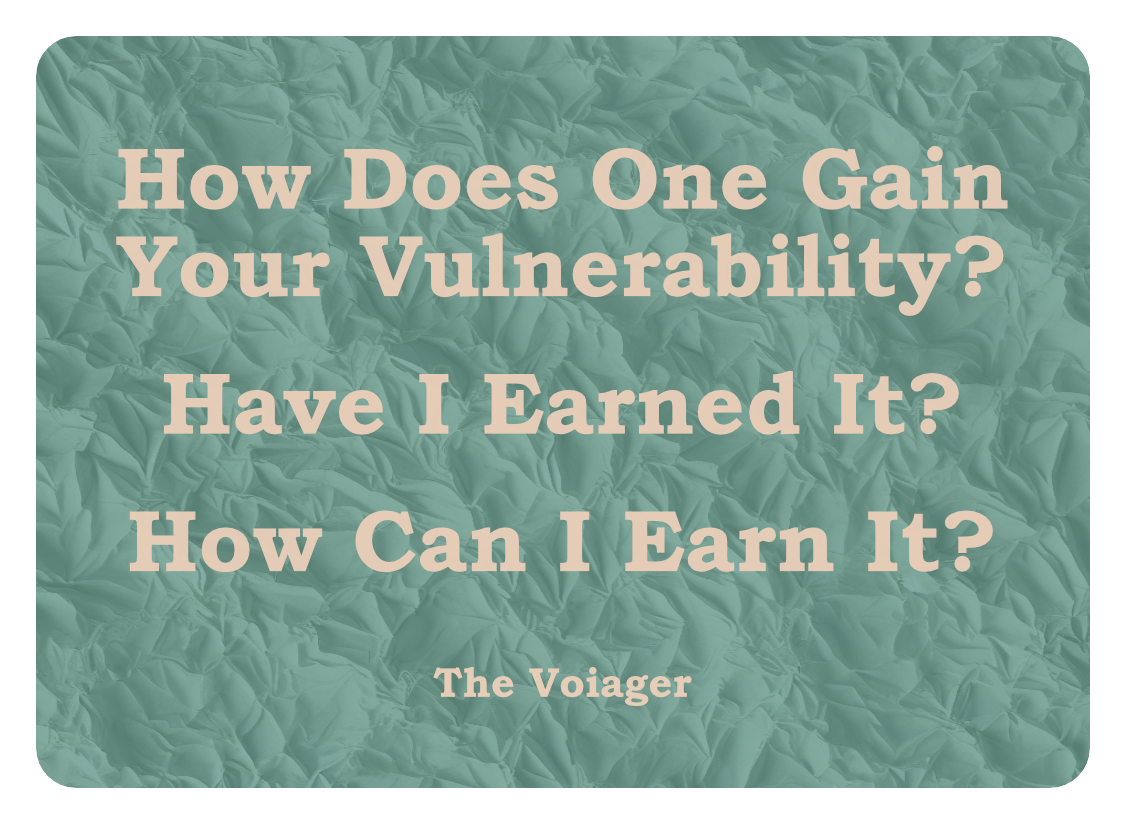 How Does One Gain
Your Vulnerability?
Have I Earned It?
How Can I Earn It?
The Voiager